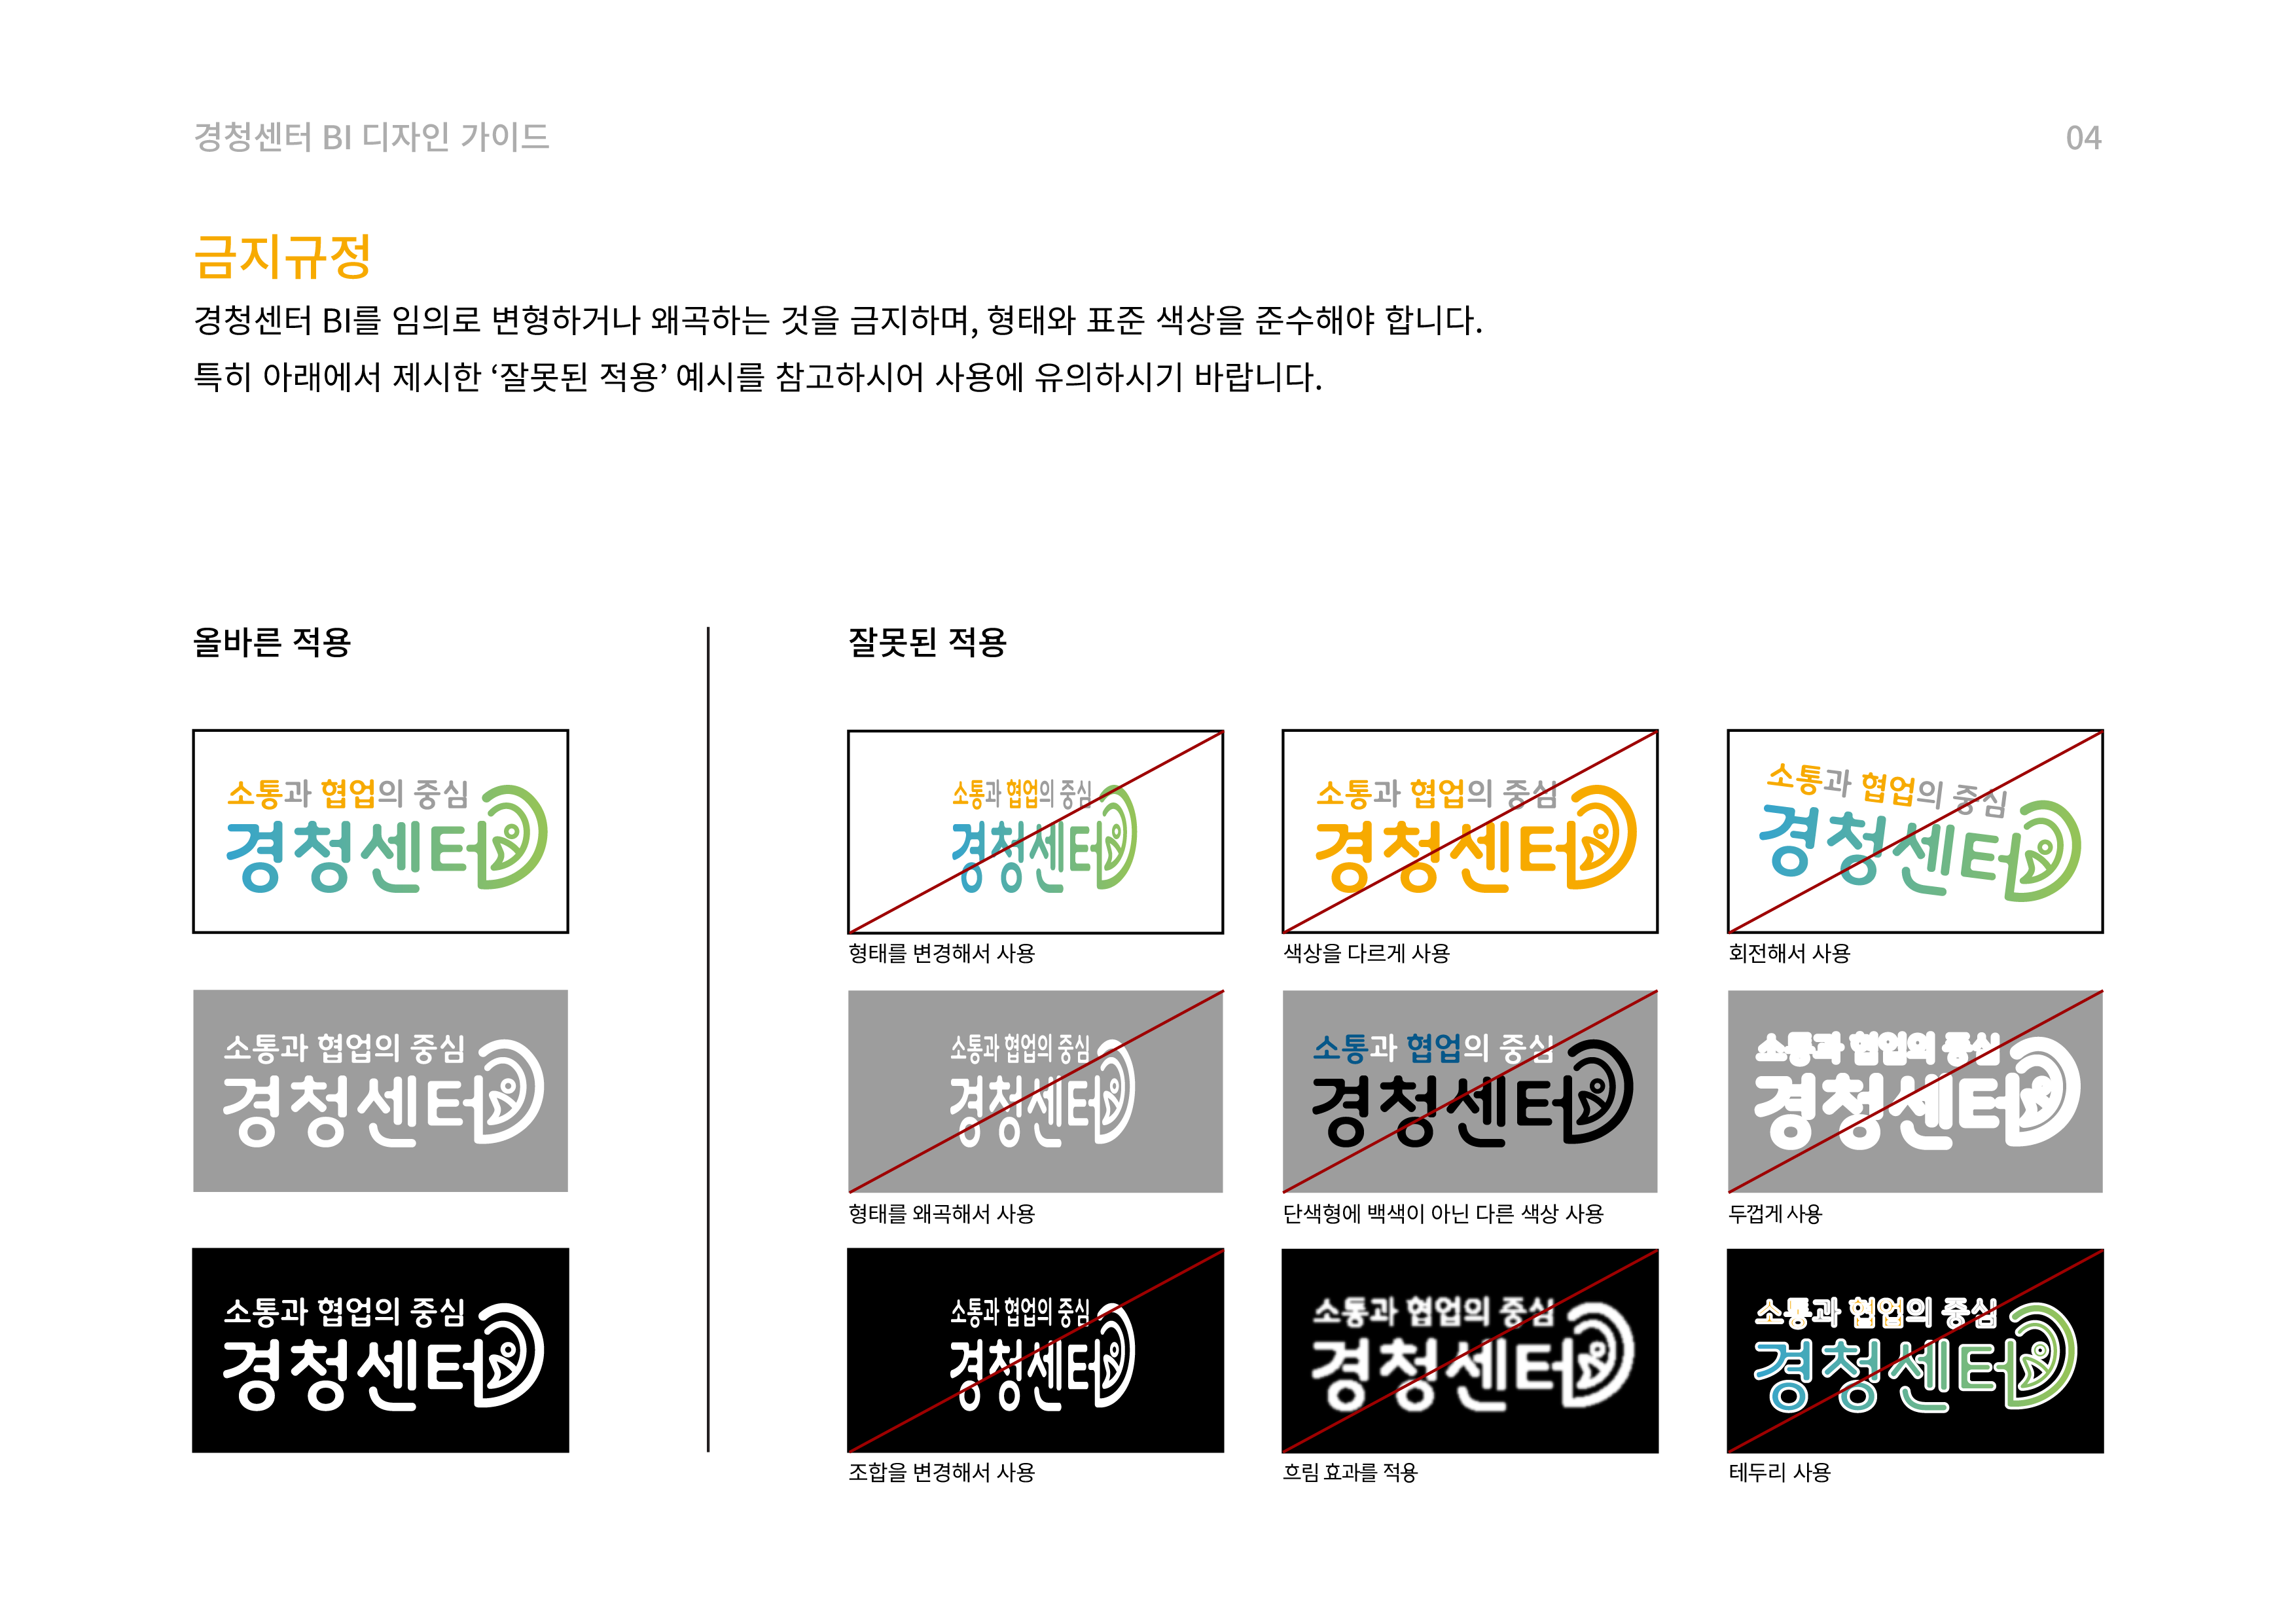 경청센터 BI 디자인 가이드
04
금지규정
경청센터 BI를 임의로 변형하거나 왜곡하는 것을 금지하며, 형태와 표준 색상을 준수해야 합니다.
특히 아래에서 제시한 ‘잘못된 적용’ 예시를 참고하시어 사용에 유의하시기 바랍니다.
올바른 적용
소통과 협업의 중심
경청센터
소통과 협업의 중심
경청센터
소통과 협업의 중심
경청센터
잘못된 적용
소통과 협업의 중심
경청센터
형태를 변경해서 사용
소통과 협업의 중심
경청센터
색상을 다르게 사용
소통과 협업의 중심
경청센터
회전해서 사용
소통과 협업의 중심
경청센터
형태를 왜곡해서 사용
소통과 협업의 중심
경청센터
단색형에 백색이 아닌 다른 색상 사용
소통과 협업의 중심
경청센터
두껍게 사용
소통과 협업의 중심
경청센터
조합을 변경해서 사용
소통과 협업의 중심
경청센터
흐림 효과를 적용
소통과 협업의 중심
경청센터
테두리 사용